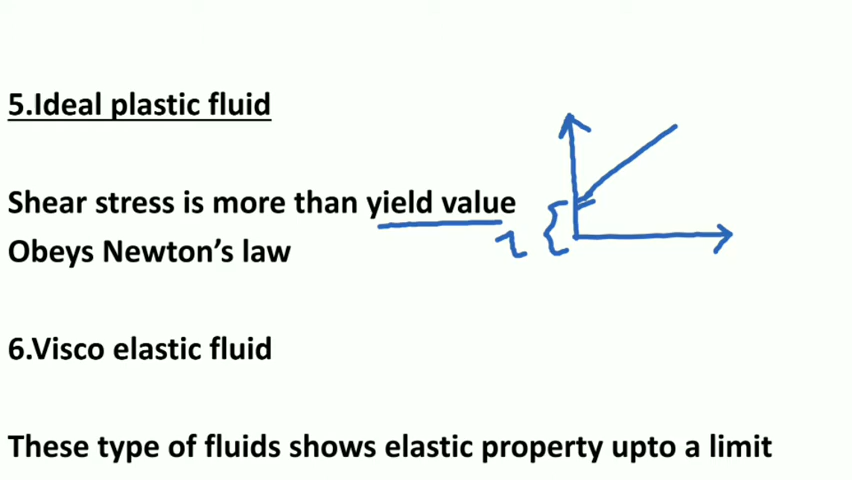 5.Ideal plastic fluid
Shear stress is more than yield value
Obeys Newton’s law
6.Visco elastic fluid
These type of fluids shows elastic property upto a limit